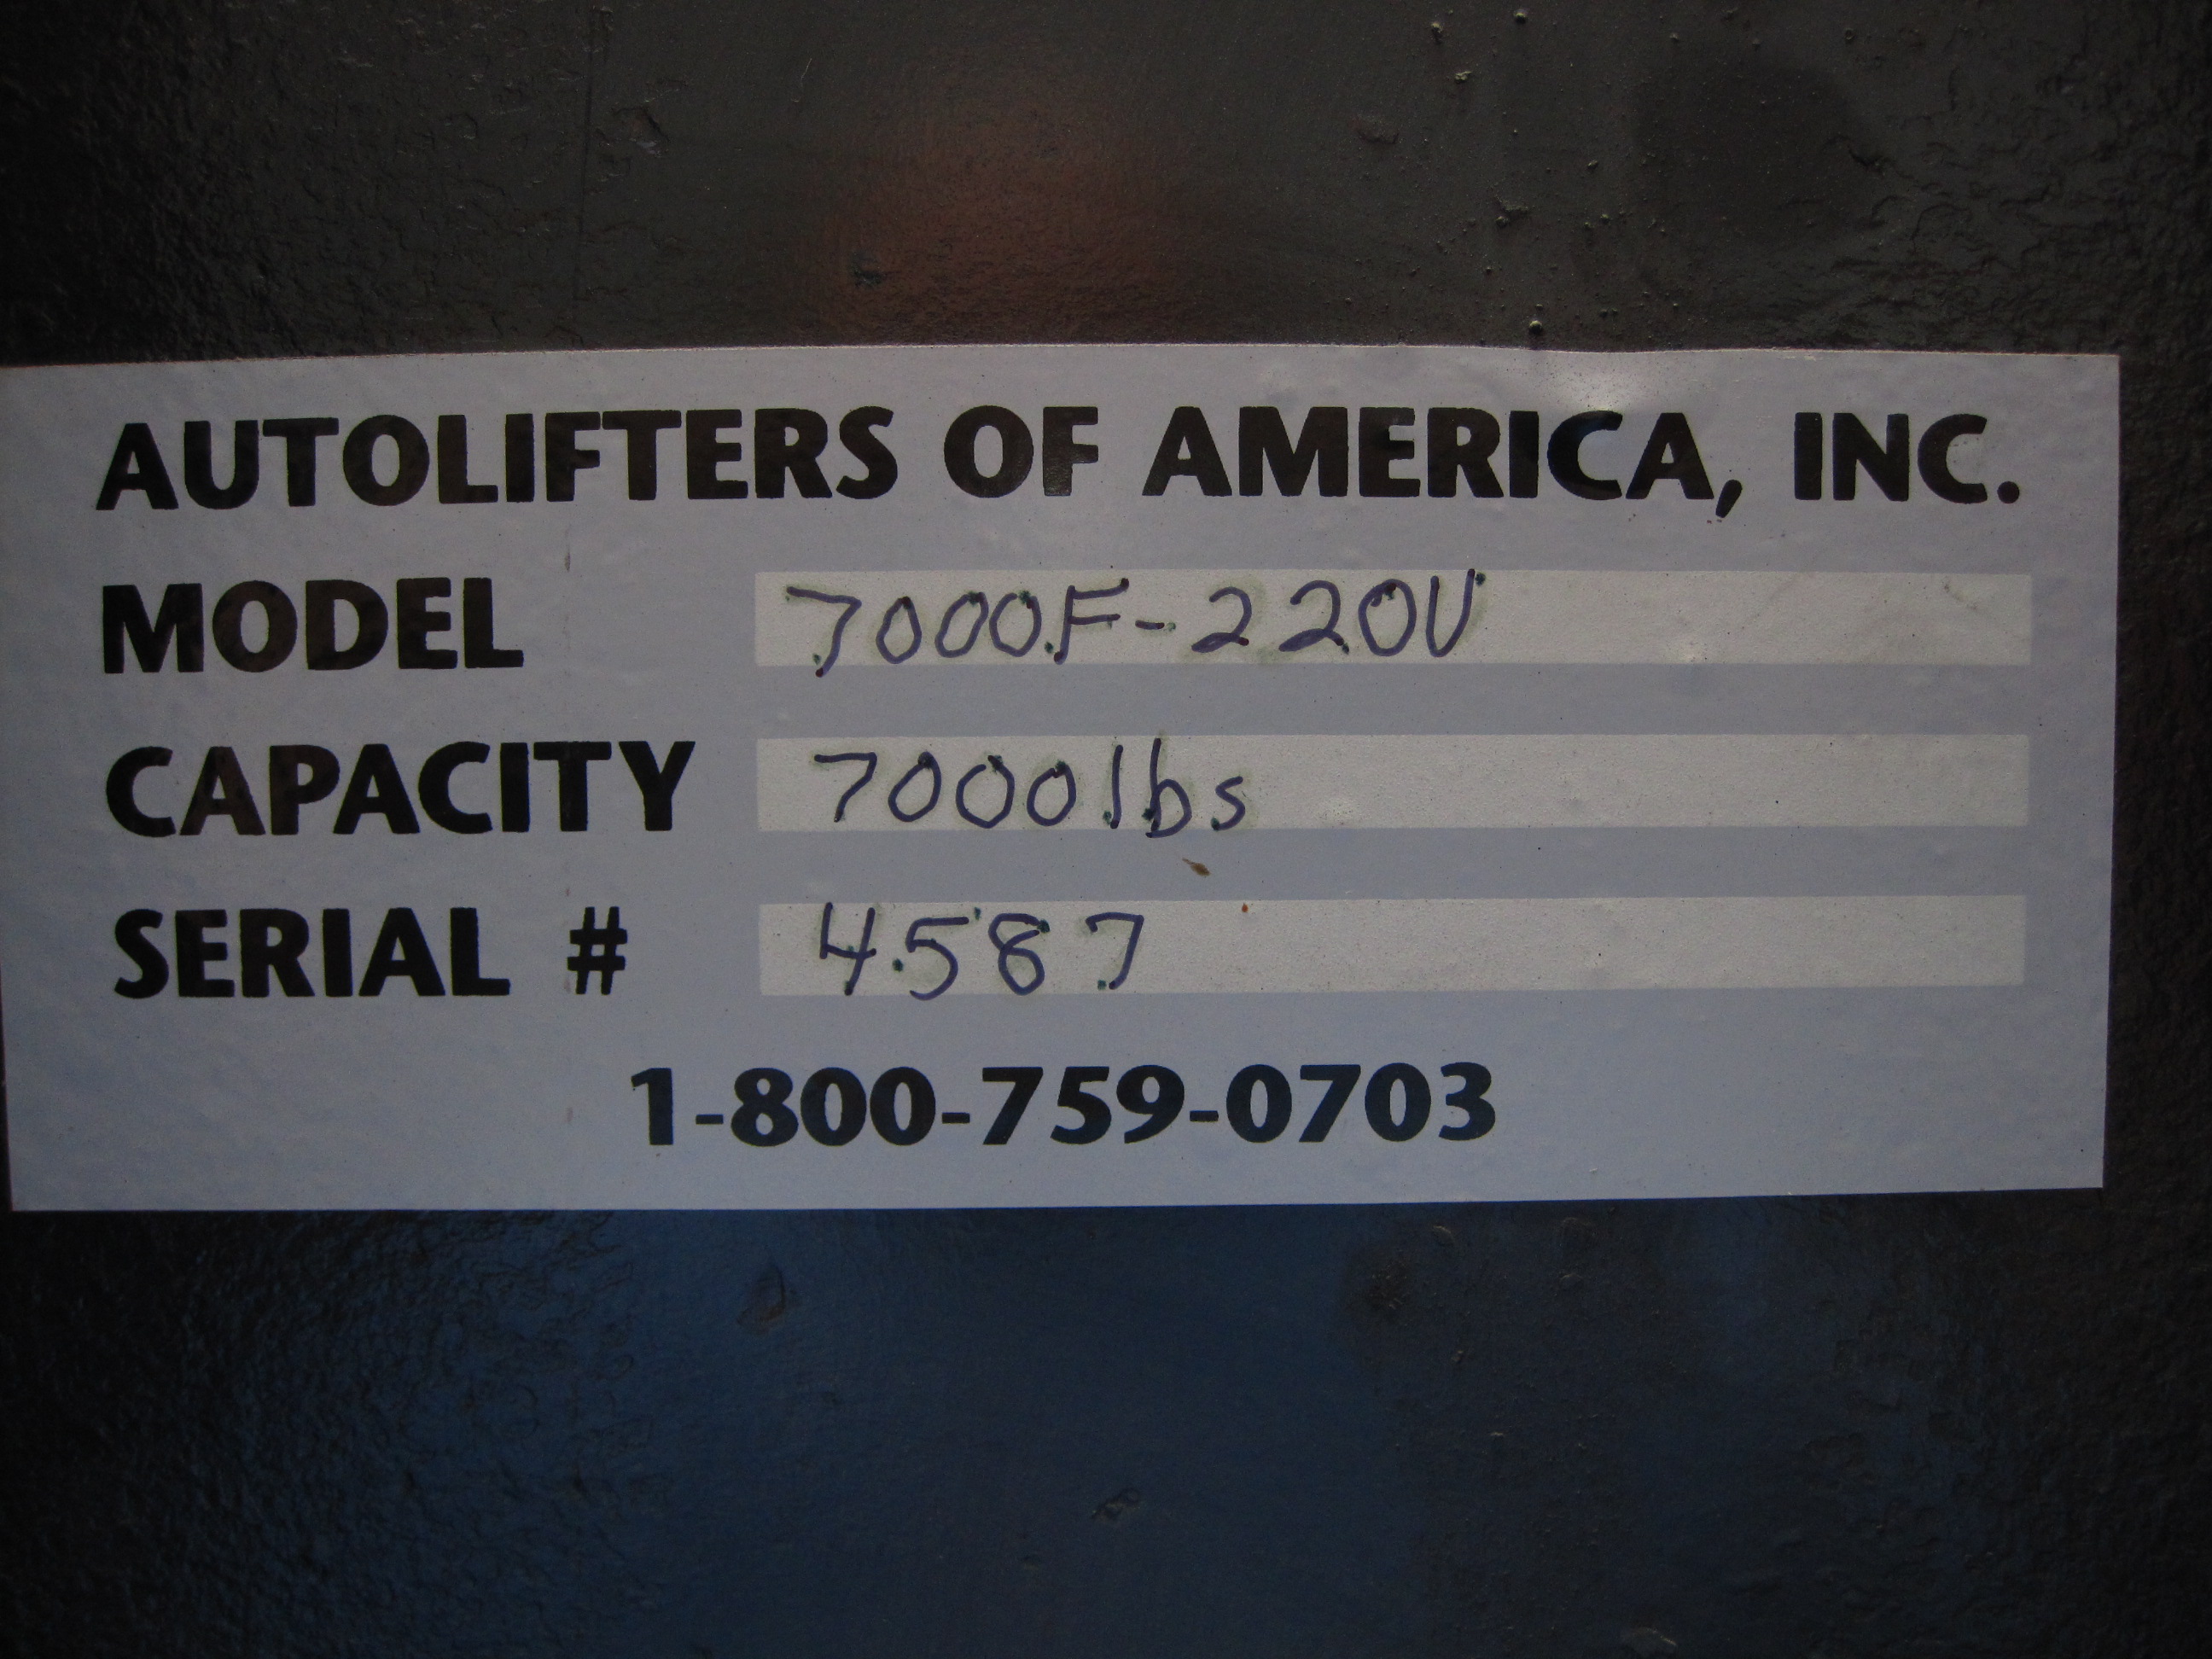 AUTOLIFTERS OF AMERICA, INC.
MODEL 7000F-220V
CAPACITY 7000lbs
SERIAL # 4587
1-800-759-0703